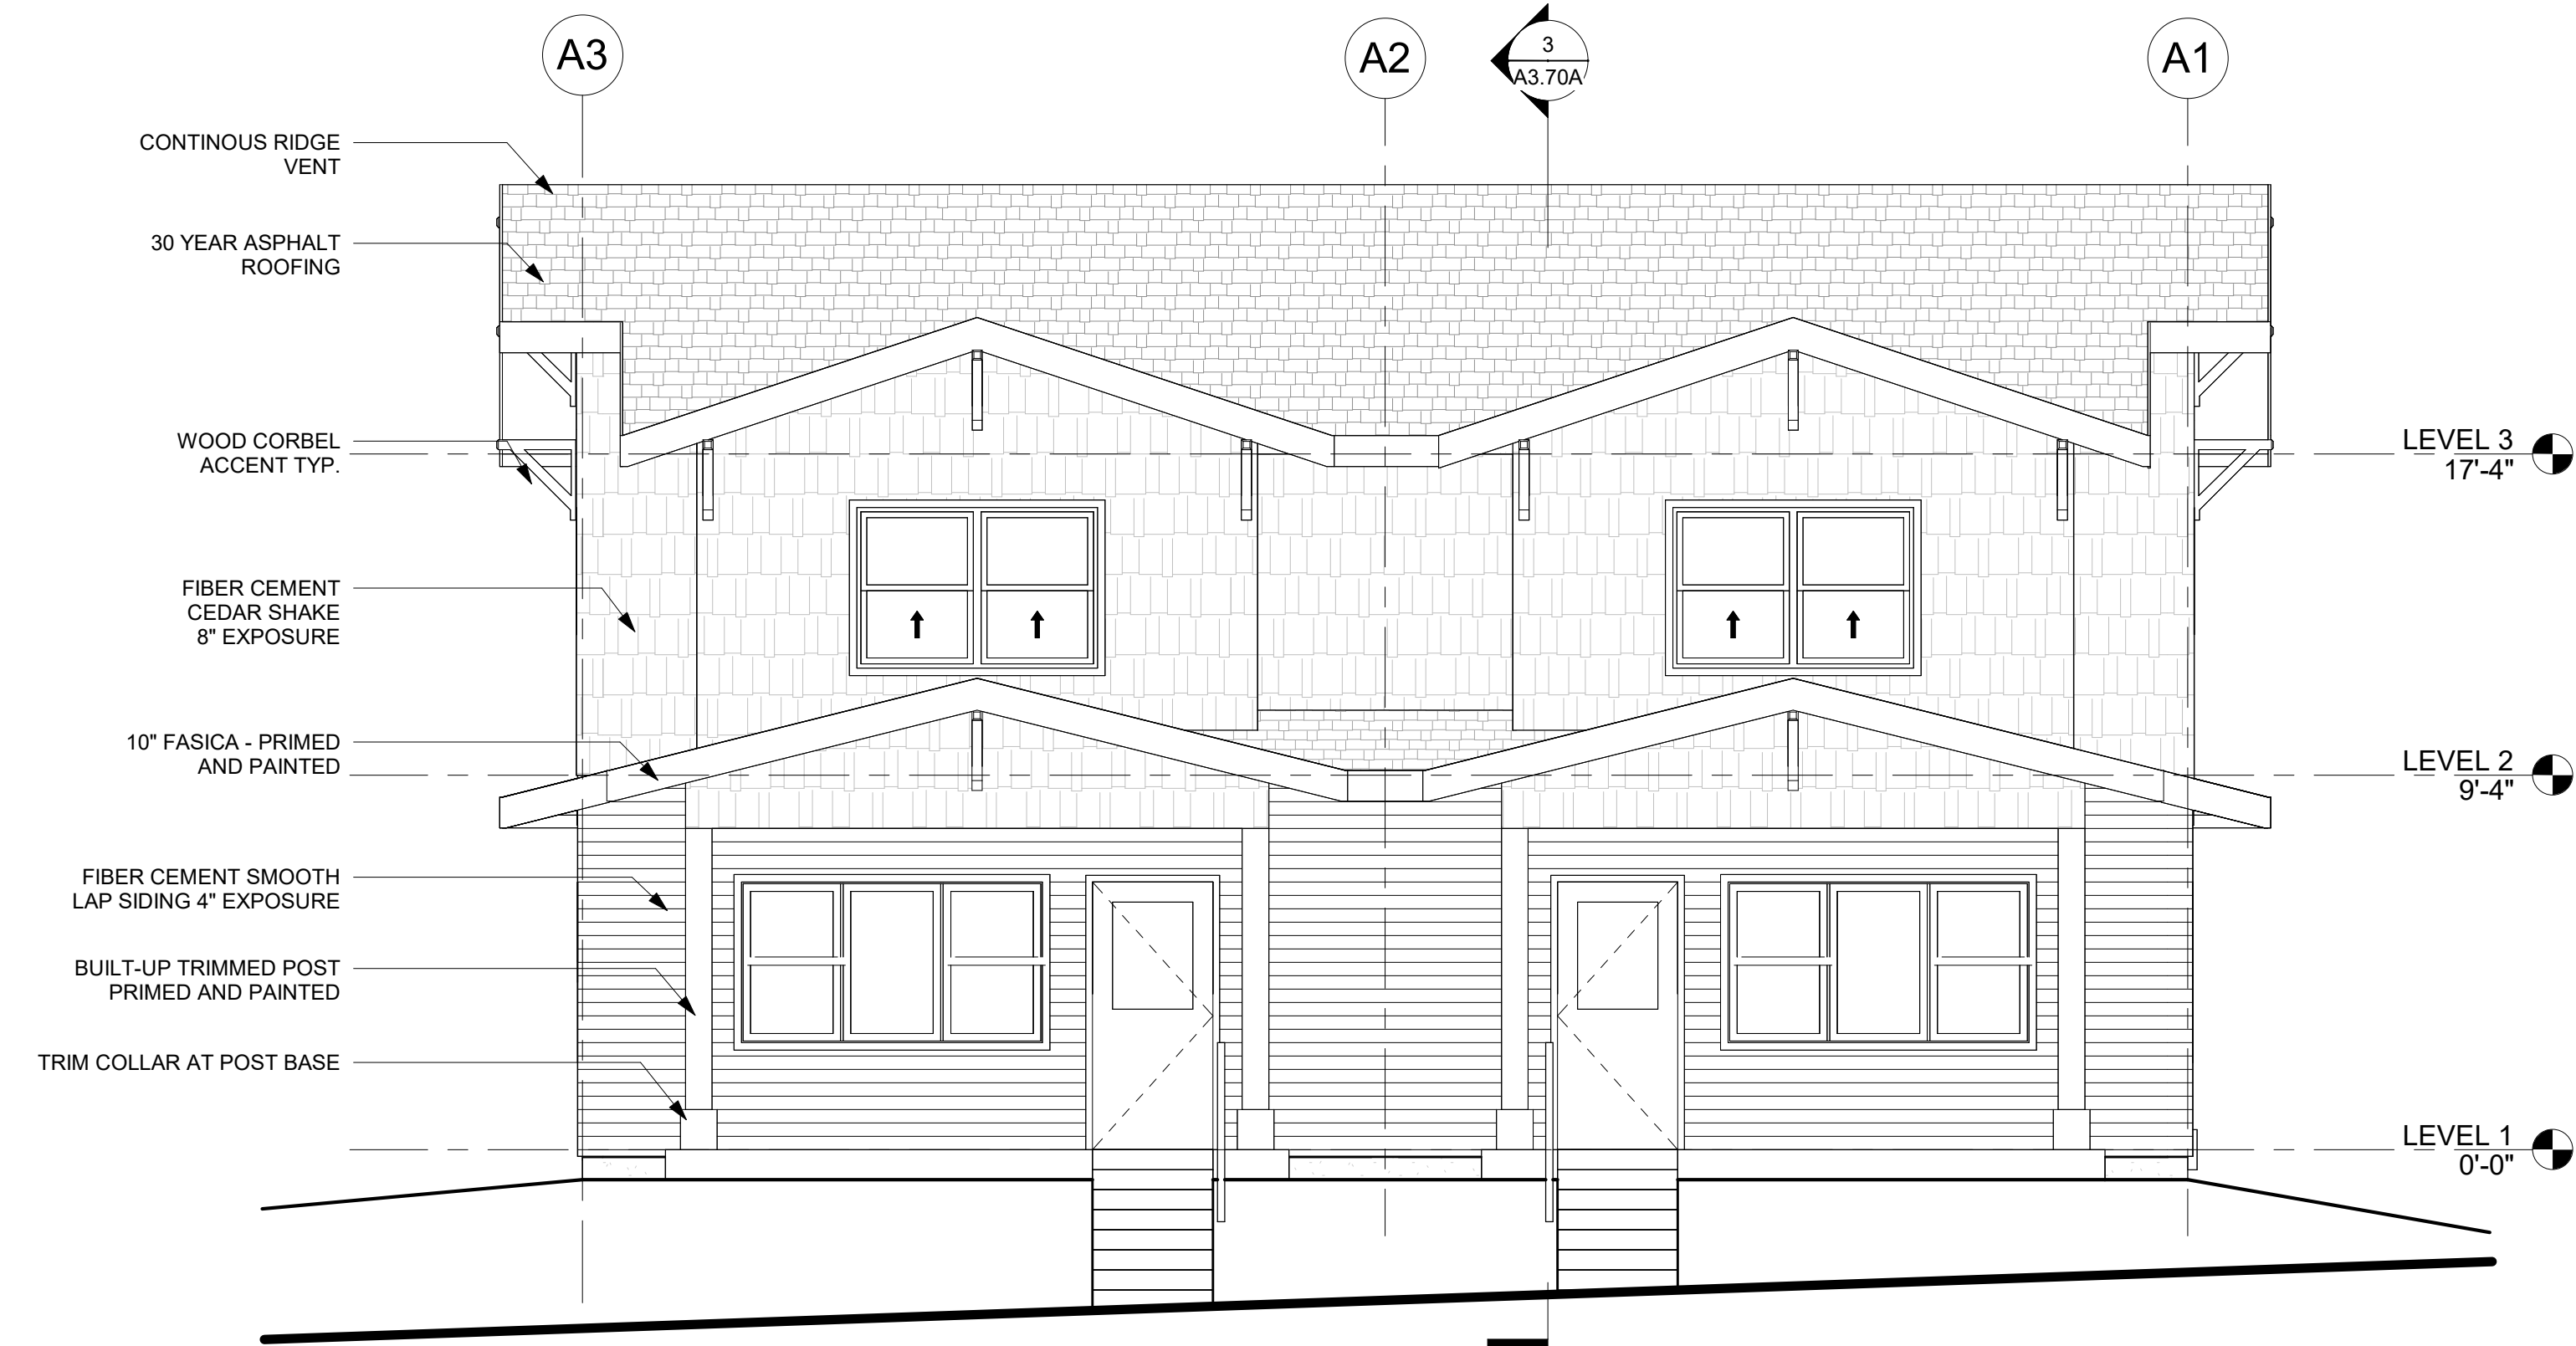 A3
A2
3
A3.70A
A1
CONTINOUS RIDGE
VENT
30 YEAR ASPHALT
ROOFING
WOOD CORBEL
ACCENT TYP.
FIBER CEMENT
CEDAR SHAKE
8" EXPOSURE
10" FASICA - PRIMED
AND PAINTED
FIBER CEMENT SMOOTH
LAP SIDING 4" EXPOSURE
BUILT-UP TRIMMED POST
PRIMED AND PAINTED
TRIM COLLAR AT POST BASE
LEVEL 3
17'-4"
LEVEL 2
9'-4"
LEVEL 1
0'-0"